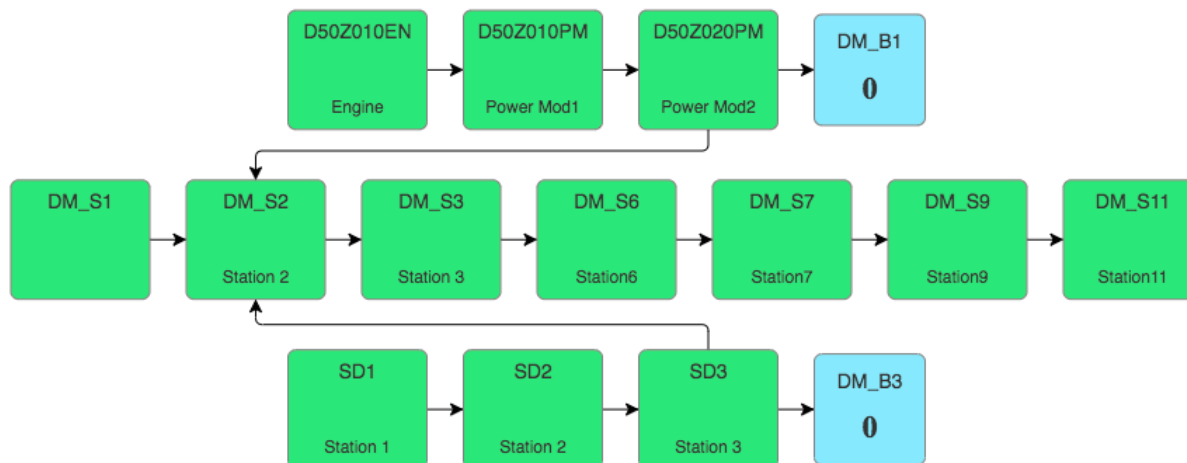 D50Z010EN
Engine
D50Z010PM
Power Mod1
D50Z020PM
Power Mod2
DM_B1
0
DM_S1
DM_S2
Station 2
DM_S3
Station 3
DM_S6
Station6
DM_S7
Station7
DM_S9
Station9
DM_S11
Station11
SD1
Station 1
SD2
Station 2
SD3
Station 3
DM_B3
0